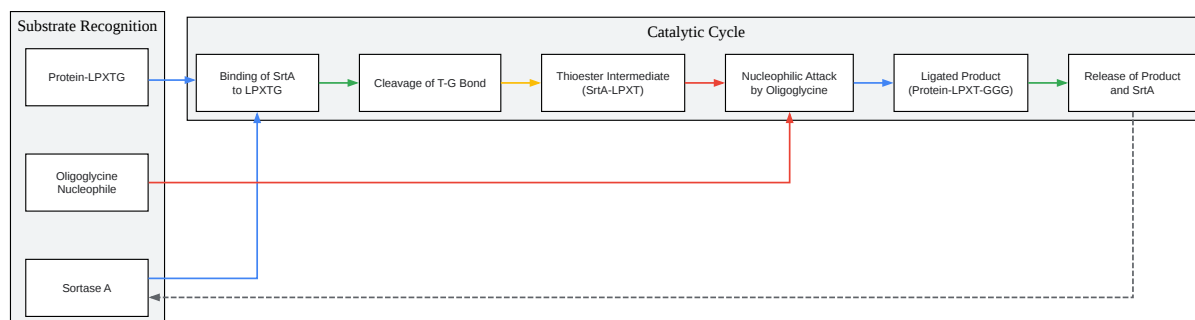 Substrate Recognition
Protein-LPXTG
Oligoglycine
Nucleophile
Sortase A
Catalytic Cycle
Binding of SrtA
to LPXTG
Cleavage of T-G Bond
Thioester Intermediate
(SrtA-LPXT)
Nucleophilic Attack
by Oligoglycine
Ligated Product
(Protein-LPXT-GGG)
Release of Product
and SrtA